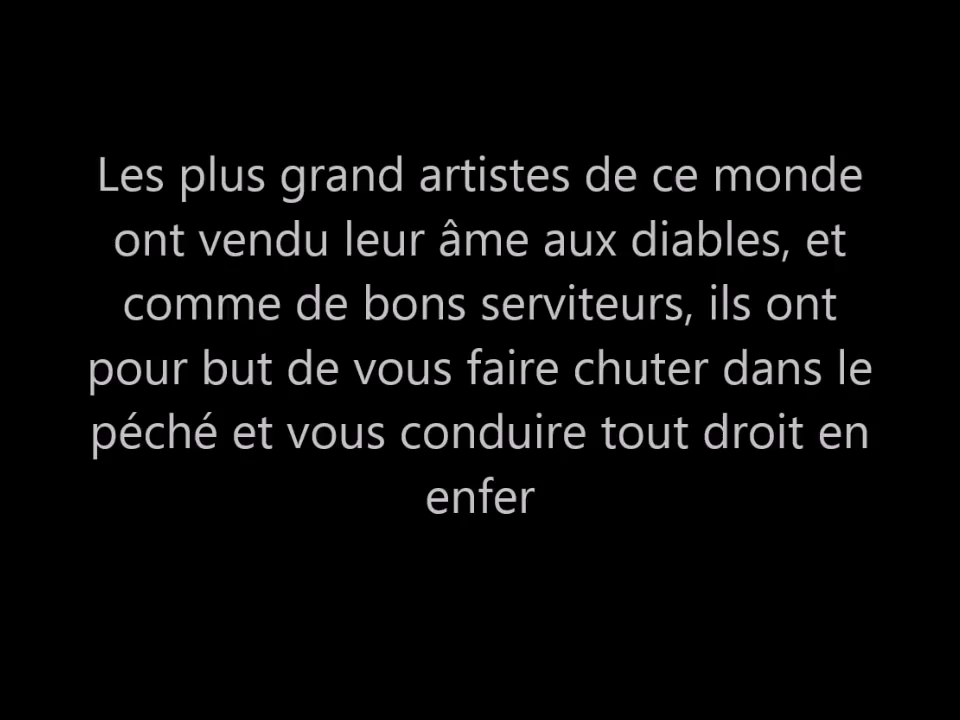 Les plus grand artistes de ce monde
ont vendu leur âme aux diables, et
comme de bons serviteurs, ils ont
pour but de vous faire chuter dans le
péché et vous conduire tout droit en
enfer